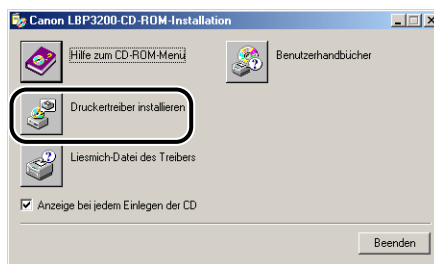 Canon LBP3200-CD-ROM-Installation
Hilfe zum CD-ROM-Menü
Benutzerhandbücher
Druckertreiber installieren
Liesmich-Datei des Treibers
Anzeige bei jedem Einlegen der CD
Beenden